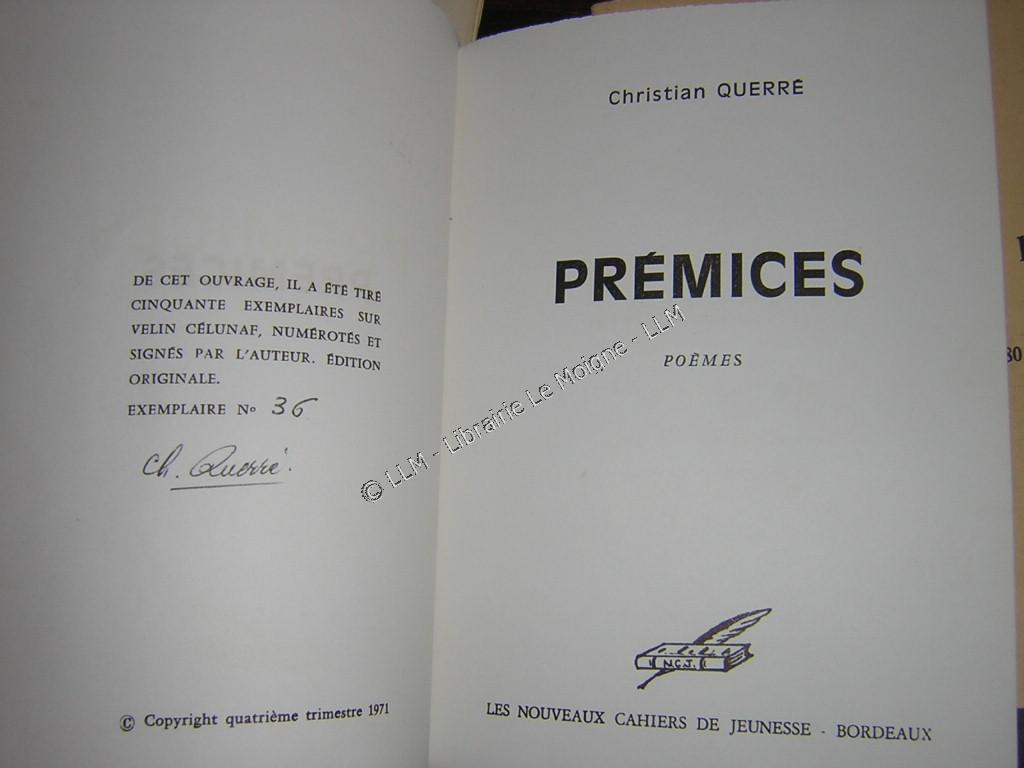 DE CET OUVRAGE, IL A ÉTÉ TIRÉ
CINQUANTE EXEMPLAIRES SUR
VELIN CÉLUNAF, NUMÉROTÉS ET
SIGNÉS PAR L'AUTEUR. ÉDITION
ORIGINALE.
EXEMPLAIRE No 36
Ch. Querré.
© Copyright quatrième trimestre 1971
Christian QUERRÉ
PRÉMICES
POÈMES
N.C.J.
LES NOUVEAUX CAHIERS DE JEUNESSE - BORDEAUX
© LLM - Librairie Le Moigne - LLM
80